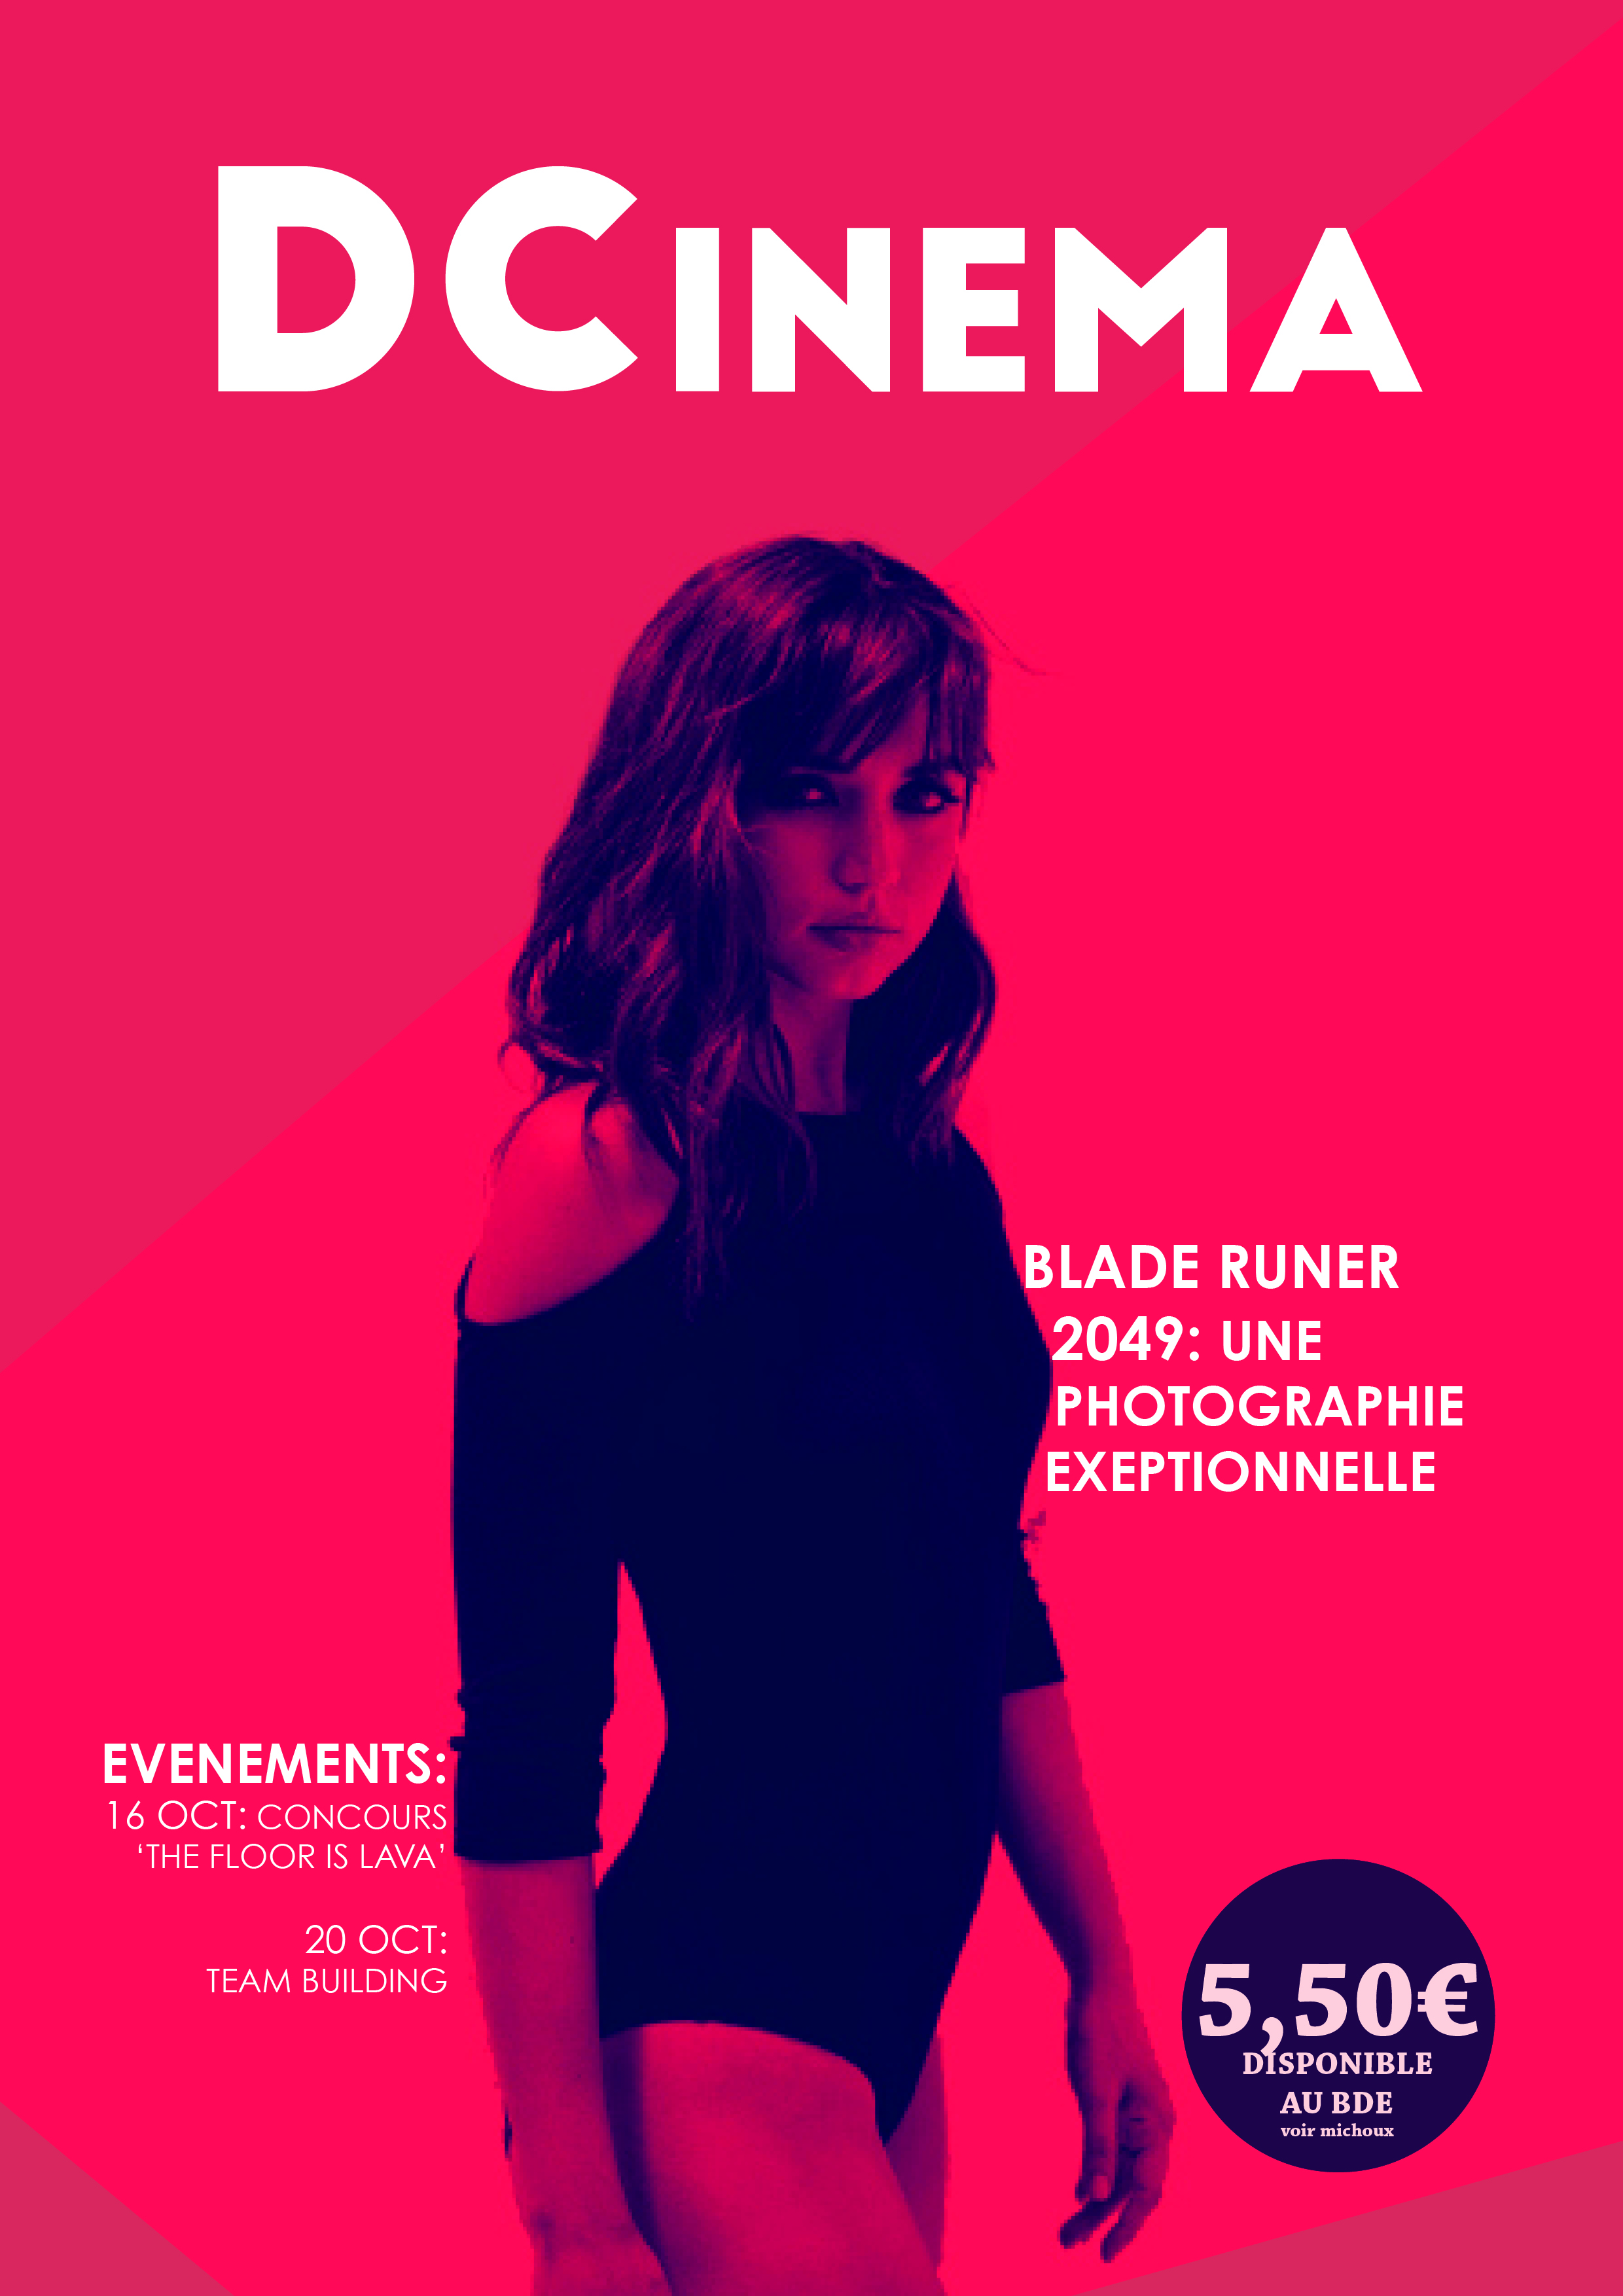 DCINEMA
BLADE RUNER
2049: UNE
PHOTOGRAPHIE
EXEPTIONNELLE
EVENEMENTS:
16 OCT: CONCOURS
‘THE FLOOR IS LAVA’
20 OCT:
TEAM BUILDING
5,50€
DISPONIBLE
AU BDE
voir michoux